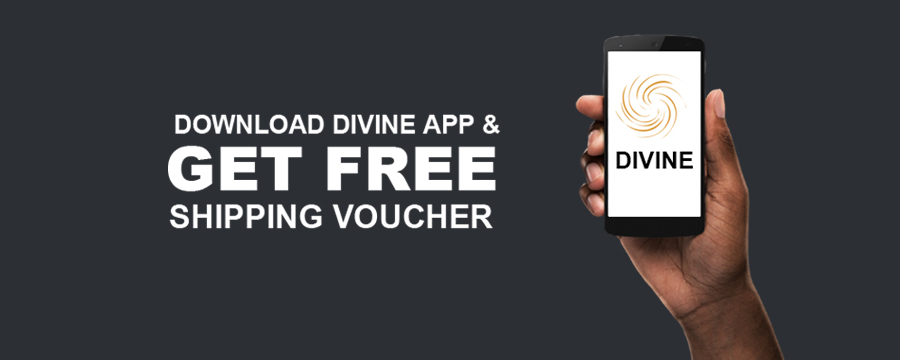 DOWNLOAD DIVINE APP &
GET FREE
SHIPPING VOUCHER
DIVINE